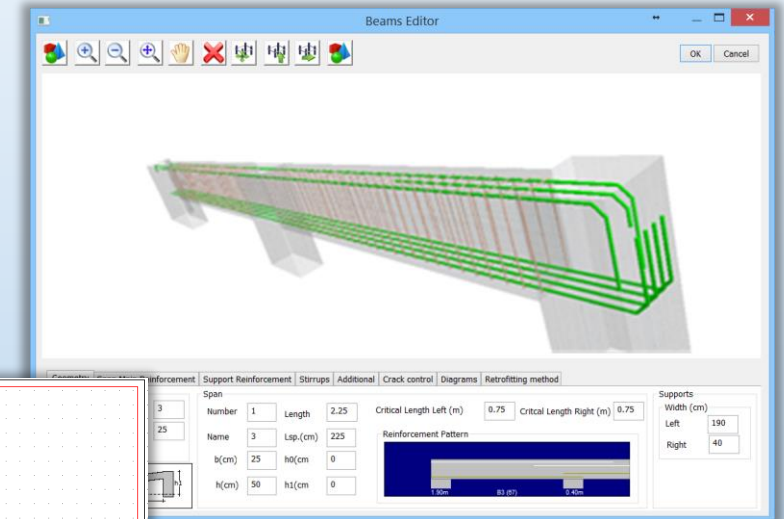 Beams Editor
OK Cancel
Reinforcement Support Reinforcement Stirrups Additional Crack control Diagrams Retrofitting method
Span Supports
3 Number 1 Length 2.25 Critical Length Left (m) 0.75 Critcal Length Right (m) 0.75 Width (cm)
25 Name 3 Lsp.(cm) 225 Reinforcement Pattern Left 190
b(cm) 25 h0(cm 0 Right 40
h1 h(cm) 50 h1(cm 0
1.90m B3 (67) 0.40m